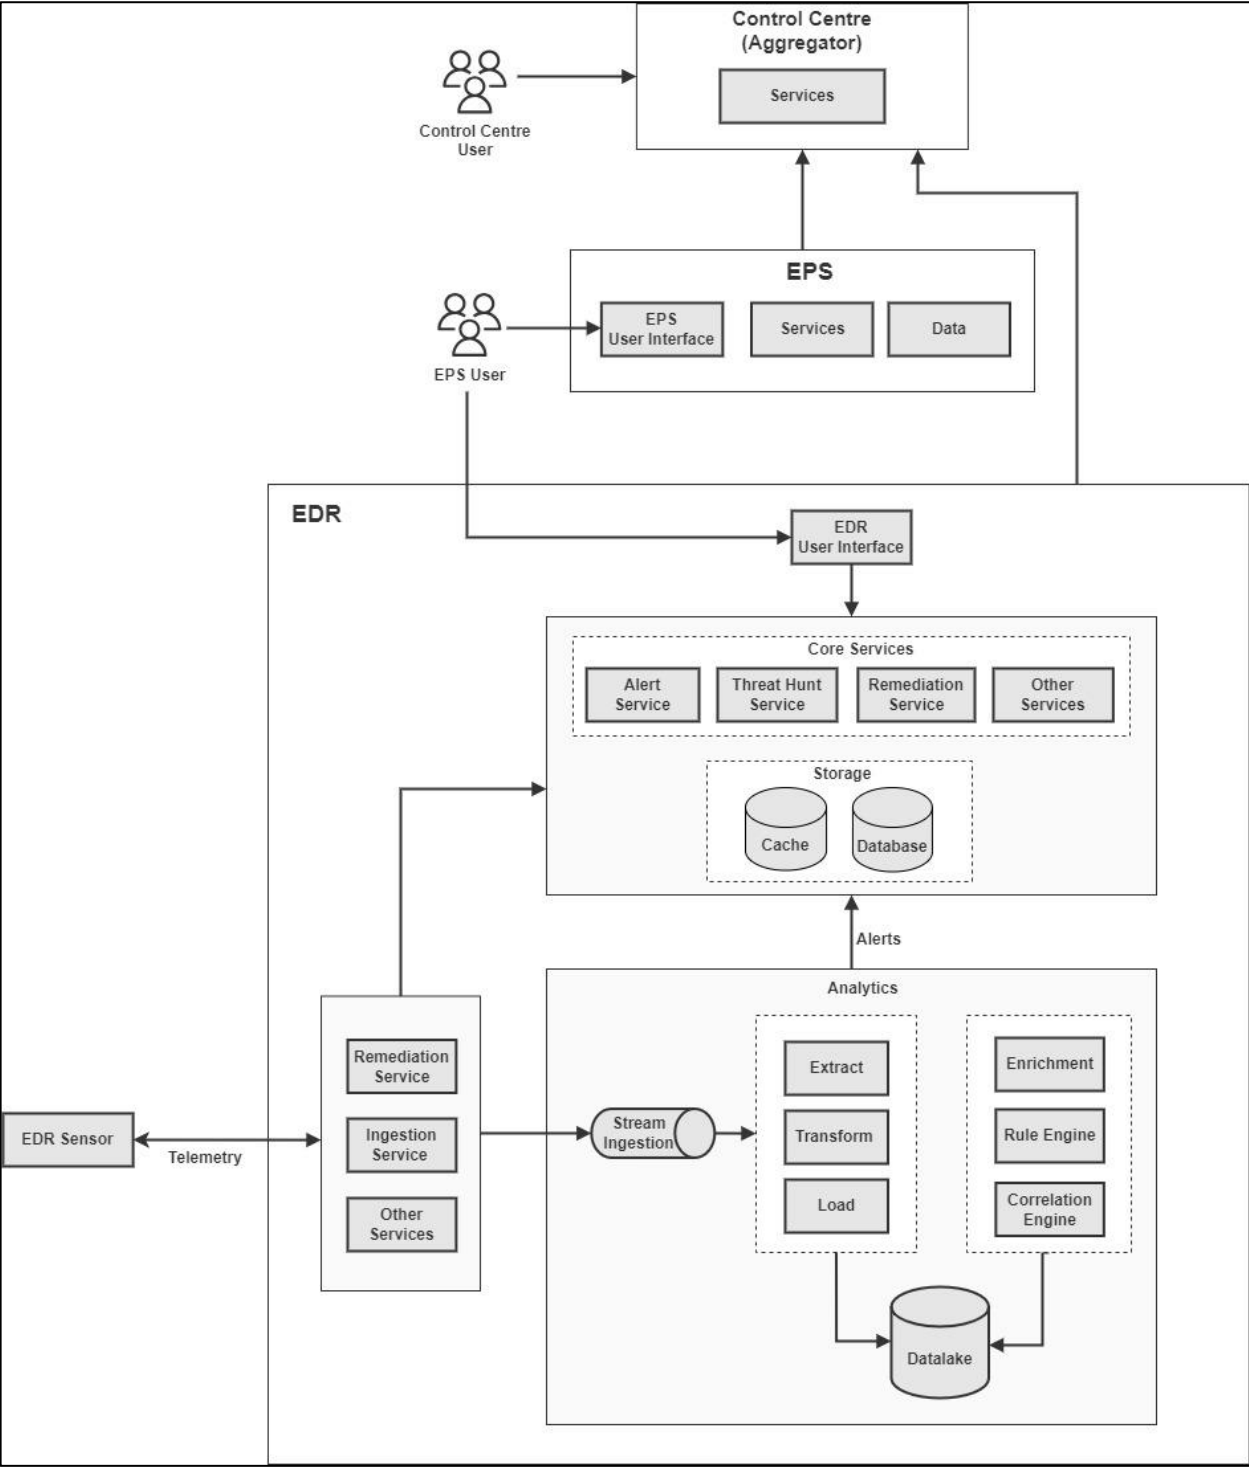 Control Centre
(Aggregator)
Services
Control Centre
User
EPS
EPS
User Interface
Services
Data
EPS User
EDR
EDR
User Interface
Core Services
Alert
Service
Threat Hunt
Service
Remediation
Service
Other
Services
Storage
Cache
Database
Alerts
Analytics
Remediation
Service
Ingestion
Service
Other
Services
EDR Sensor
Telemetry
Stream
Ingestion
Extract
Transform
Load
Enrichment
Rule Engine
Correlation
Engine
Datalake